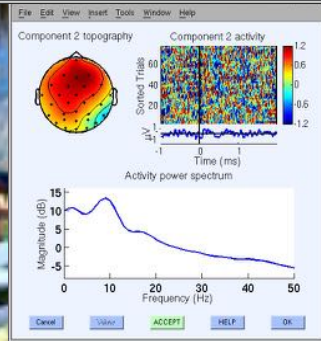 File Edit View Insert Tools Window Help
Component 2 topography
Component 2 activity
Sorted Trials
60
40
20
1.2
0.6
0
-0.6
-1.2
µV
-1 0 1
Time (ms)
Activity power spectrum
Magnitude (dB)
15
10
5
0
-5
0 10 20 30 40 50
Frequency (Hz)
Cancel ACCEPT HELP OK